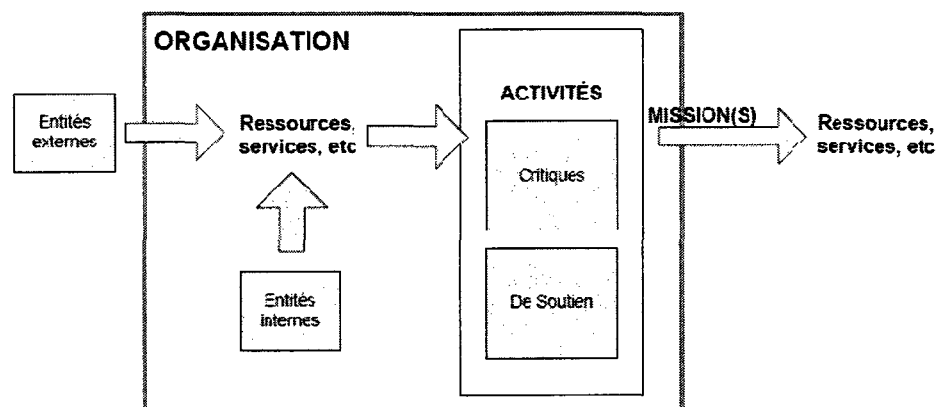 ORGANISATION
Entités
externes
Ressources,
services, etc
Entités
internes
ACTIVITÉS
Critiques
De Soutien
MISSION(S)
Ressources,
services, etc